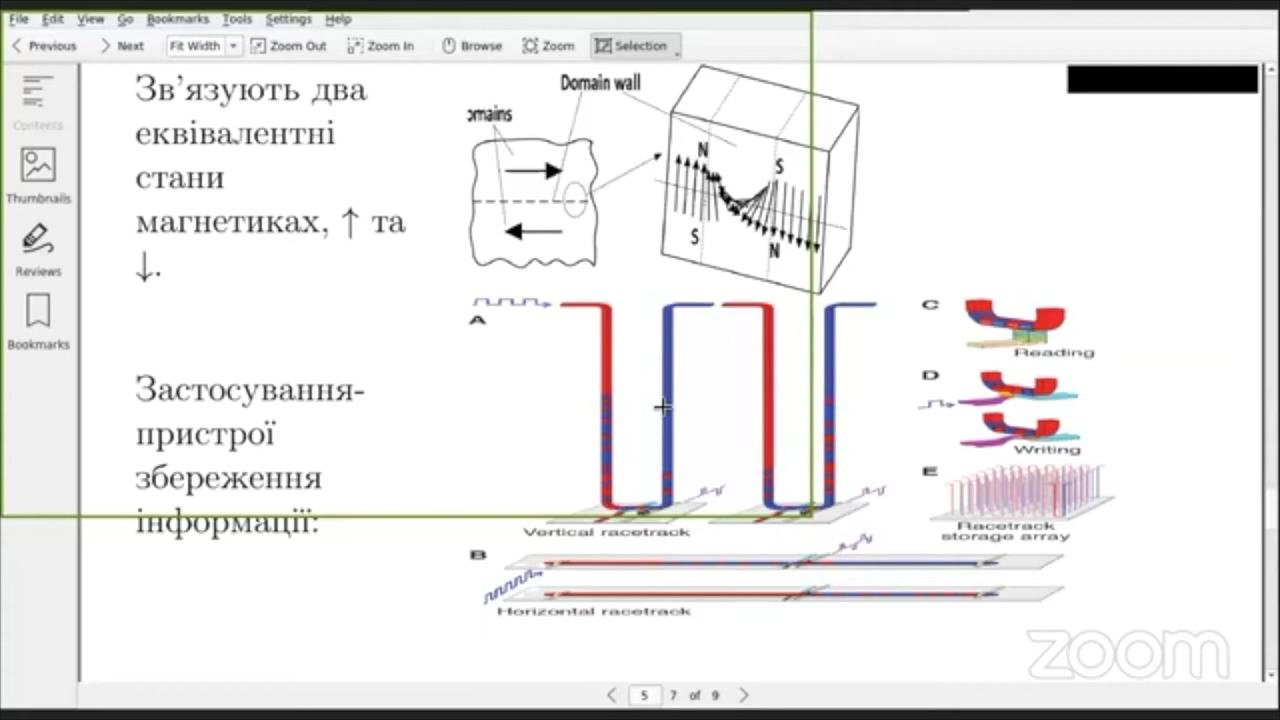 File Edit View Go Bookmarks Tools Settings Help
Previous Next Fit Width Zoom Out Zoom In Browse Zoom Selection
Contents
Thumbnails
Reviews
Bookmarks
Зв'язують два
еквівалентні
стани
магнетиках, ↑ та
↓.
Застосування-
пристрої
збереження
інформації:
omains
Domain wall
N
S
S
N
A
Vertical racetrack
B
Horizontal racetrack
C
Reading
D
Writing
E
Racetrack
storage array
zoom
5 7 of 9